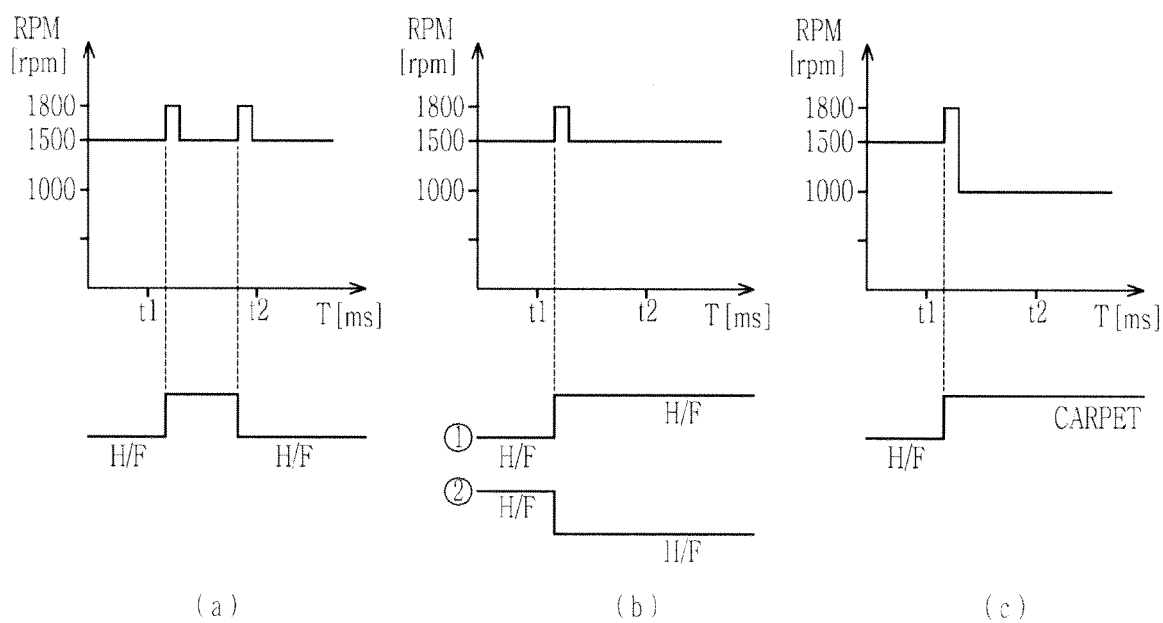 RPM
[rpm]
1800
1500
1000
t1
t2
T [ms]
H/F
H/F
(a)
RPM
[rpm]
1800
1500
1000
t1
t2
T [ms]
①
H/F
H/F
②
H/F
H/F
(b)
RPM
[rpm]
1800
1500
1000
t1
t2
T [ms]
H/F
CARPET
(c)